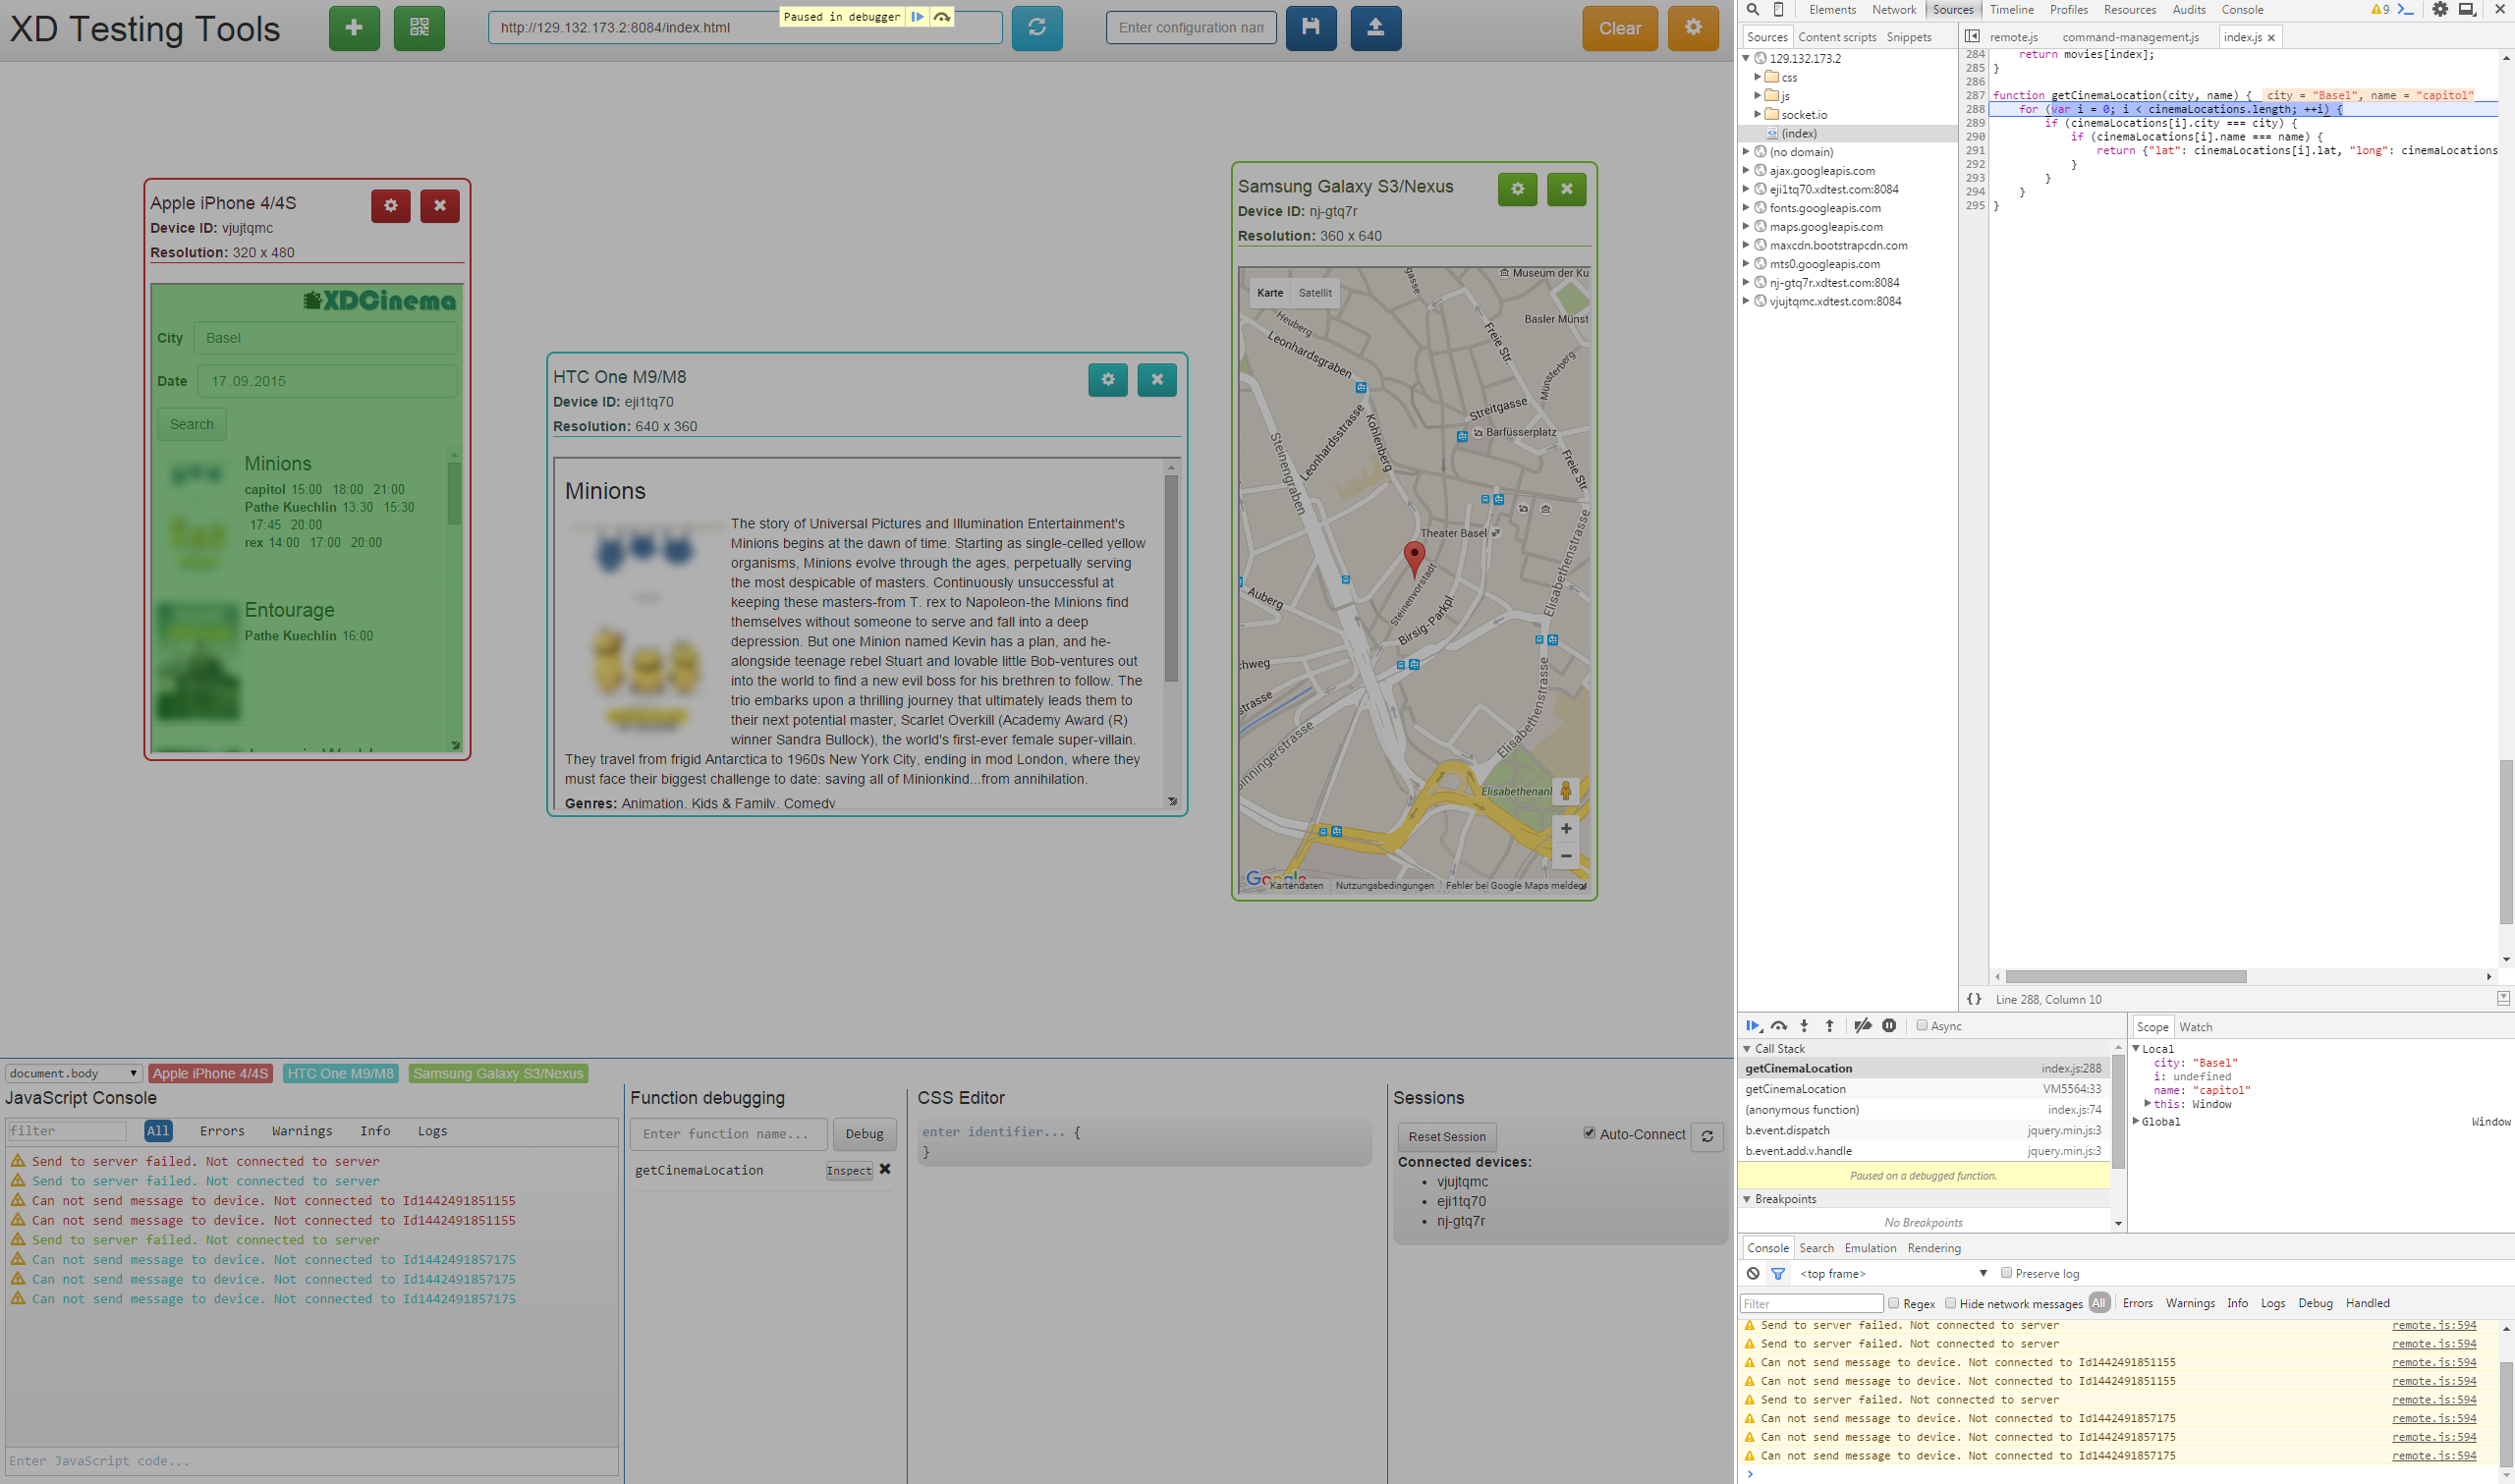 XD Testing Tools
http://129.132.173.2:8084/index.html
Paused in debugger
Enter configuration nam
Clear
Apple iPhone 4/4S
Device ID: vjujtqmc
Resolution: 320 x 480
XDCinema
City Basel
Date 17.09.2015
Search
Minions
capitol 15:00 18:00 21:00
Pathe Kuechlin 13:30 15:30
17:45 20:00
rex 14:00 17:00 20:00
Entourage
Pathe Kuechlin 16:00
HTC One M9/M8
Device ID: eji1tq70
Resolution: 640 x 360
Minions
The story of Universal Pictures and Illumination Entertainment's
Minions begins at the dawn of time. Starting as single-celled yellow
organisms, Minions evolve through the ages, perpetually serving
the most despicable of masters. Continuously unsuccessful at
keeping these masters-from T. rex to Napoleon-the Minions find
themselves without someone to serve and fall into a deep
depression. But one Minion named Kevin has a plan, and he-
alongside teenage rebel Stuart and lovable little Bob-ventures out
into the world to find a new evil boss for his brethren to follow. The
trio embarks upon a thrilling journey that ultimately leads them to
their next potential master, Scarlet Overkill (Academy Award (R)
winner Sandra Bullock), the world's first-ever female super-villain.
They travel from frigid Antarctica to 1960s New York City, ending in mod London, where they
must face their biggest challenge to date: saving all of Minionkind...from annihilation.
Genres: Animation, Kids & Family, Comedy
Samsung Galaxy S3/Nexus
Device ID: nj-gtq7r
Resolution: 360 x 640
Karte Satellit
gasse
Museum der Ku
Basler Münst
Heuberg
Leonhardsgraben
Freie Str.
Münsterberg
Streitgasse
Barfüsserplatz
Kohlenberg
Leonhardsstrasse
Steinengraben
Freie Str.
Theater Basel
Elisabethenstrasse
Steinenvorstadt
Birsig-Parkpl.
Auberg
chweg
strasse
Elisabethenstrasse
inningerstrasse
Elisabethenanl
Google
Kartendaten Nutzungsbedingungen Fehler bei Google Maps melden
document.body Apple iPhone 4/4S HTC One M9/M8 Samsung Galaxy S3/Nexus
JavaScript Console
filter All Errors Warnings Info Logs
Send to server failed. Not connected to server
Send to server failed. Not connected to server
Can not send message to device. Not connected to Id1442491851155
Can not send message to device. Not connected to Id1442491851155
Send to server failed. Not connected to server
Can not send message to device. Not connected to Id1442491857175
Can not send message to device. Not connected to Id1442491857175
Can not send message to device. Not connected to Id1442491857175
Enter JavaScript code...
Function debugging
Enter function name... Debug
getCinemaLocation Inspect
CSS Editor
enter identifier... {
}
Sessions
Reset Session Auto-Connect
Connected devices:
vjujtqmc
eji1tq70
nj-gtq7r
Elements Network Sources Timeline Profiles Resources Audits Console 9
Sources Content scripts Snippets
129.132.173.2
css
js
socket.io
(index)
(no domain)
ajax.googleapis.com
eji1tq70.xdtest.com:8084
fonts.googleapis.com
maps.googleapis.com
maxcdn.bootstrapcdn.com
mts0.googleapis.com
nj-gtq7r.xdtest.com:8084
vjujtqmc.xdtest.com:8084
remote.js command-management.js index.js
284 return movies[index];
285 }
286
287 function getCinemaLocation(city, name) { city = "Basel", name = "capitol"
288 for (var i = 0; i < cinemaLocations.length; ++i) {
289 if (cinemaLocations[i].city === city) {
290 if (cinemaLocations[i].name === name) {
291 return {"lat": cinemaLocations[i].lat, "long": cinemaLocations
292 }
293 }
294 }
295 }
{} Line 288, Column 10
Async
Call Stack
getCinemaLocation index.js:288
getCinemaLocation VM5564:33
(anonymous function) index.js:74
b.event.dispatch jquery.min.js:3
b.event.add.v.handle jquery.min.js:3
Paused on a debugged function.
Breakpoints
No Breakpoints
Scope Watch
Local
city: "Basel"
i: undefined
name: "capitol"
this: Window
Global Window
Console Search Emulation Rendering
<top frame> Preserve log
Filter Regex Hide network messages All Errors Warnings Info Logs Debug Handled
Send to server failed. Not connected to server remote.js:594
Send to server failed. Not connected to server remote.js:594
Can not send message to device. Not connected to Id1442491851155 remote.js:594
Can not send message to device. Not connected to Id1442491851155 remote.js:594
Send to server failed. Not connected to server remote.js:594
Can not send message to device. Not connected to Id1442491857175 remote.js:594
Can not send message to device. Not connected to Id1442491857175 remote.js:594
Can not send message to device. Not connected to Id1442491857175 remote.js:594